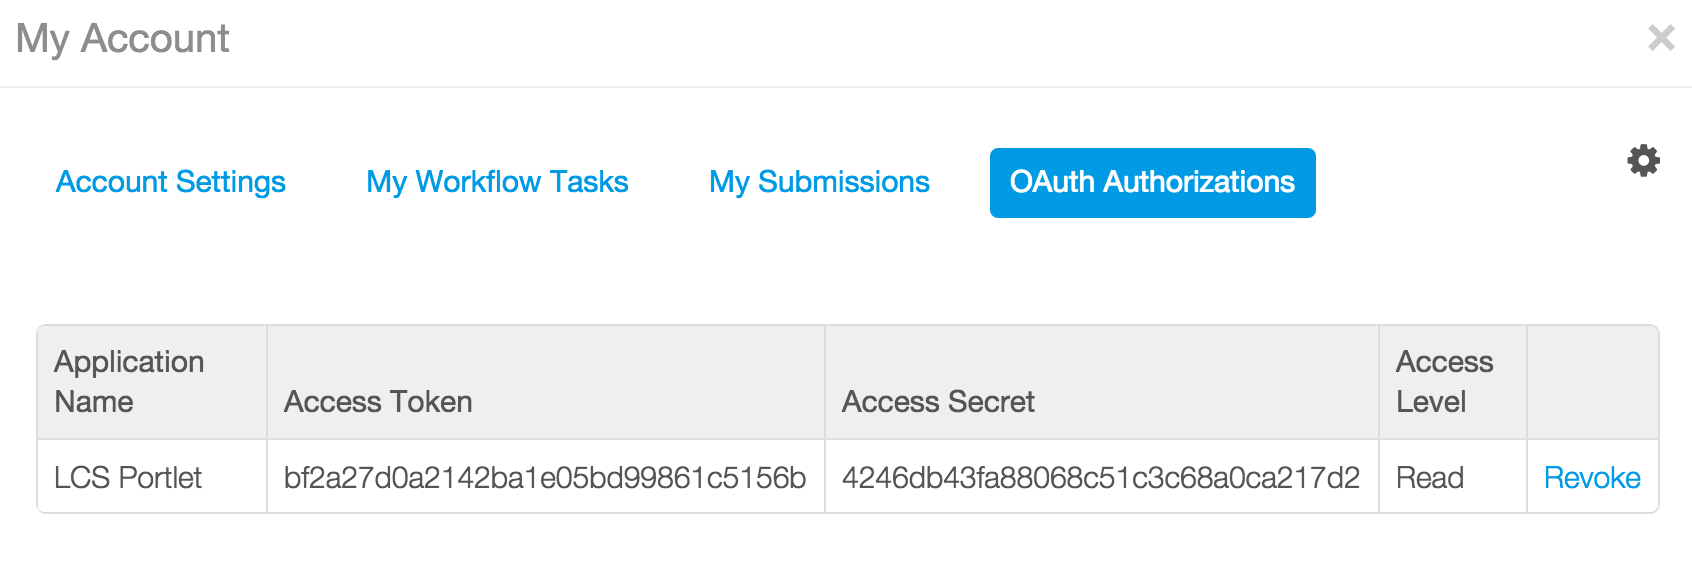 My Account
Account Settings My Workflow Tasks My Submissions OAuth Authorizations
Application
Name
Access Token
Access Secret
Access
Level
LCS Portlet bf2a27d0a2142ba1e05bd99861c5156b 4246db43fa88068c51c3c68a0ca217d2 Read Revoke